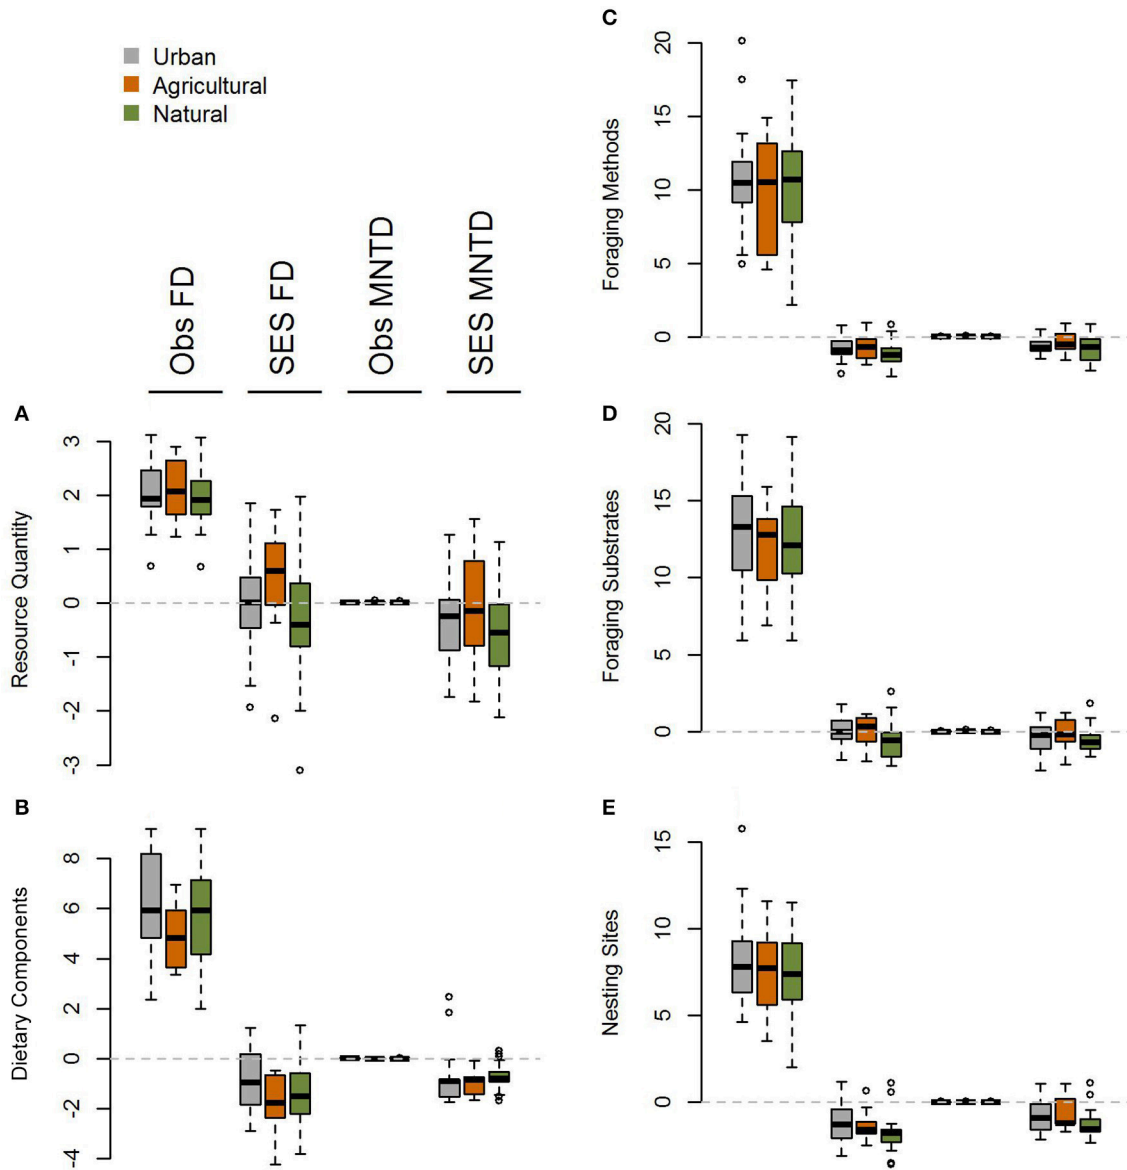 Urban
Agricultural
Natural
Obs FD
SES FD
Obs MNTD
SES MNTD
A
Resource Quantity
3
2
1
0
-1
-2
-3
B
Dietary Components
8
6
4
2
0
-2
-4
C
Foraging Methods
20
15
10
5
0
D
Foraging Substrates
20
15
10
5
0
E
Nesting Sites
15
10
5
0